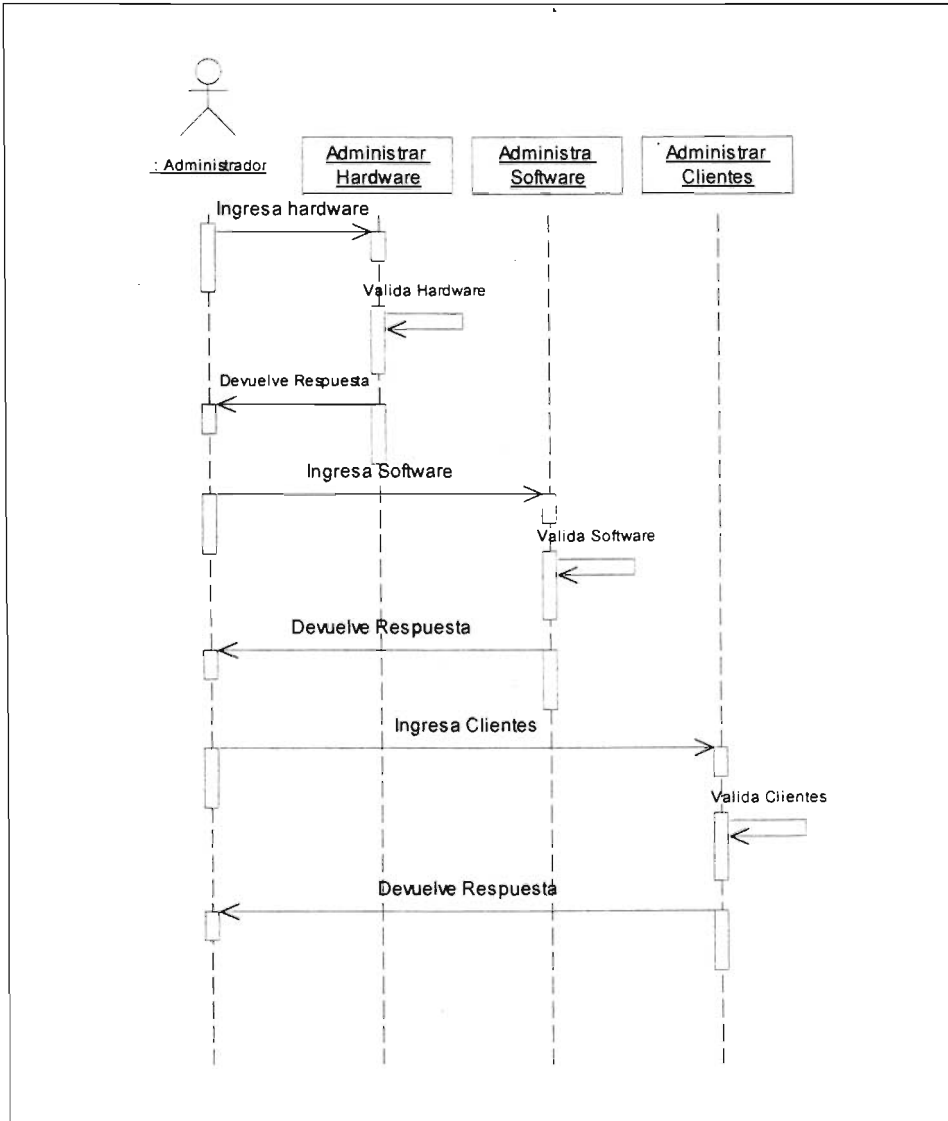 : Administrador
Administrar
Hardware
Administra
Software
Administrar
Clientes
Ingresa hardware
Valida Hardware
Devuelve Respuesta
Ingresa Software
Valida Software
Devuelve Respuesta
Ingresa Clientes
Valida Clientes
Devuelve Respuesta